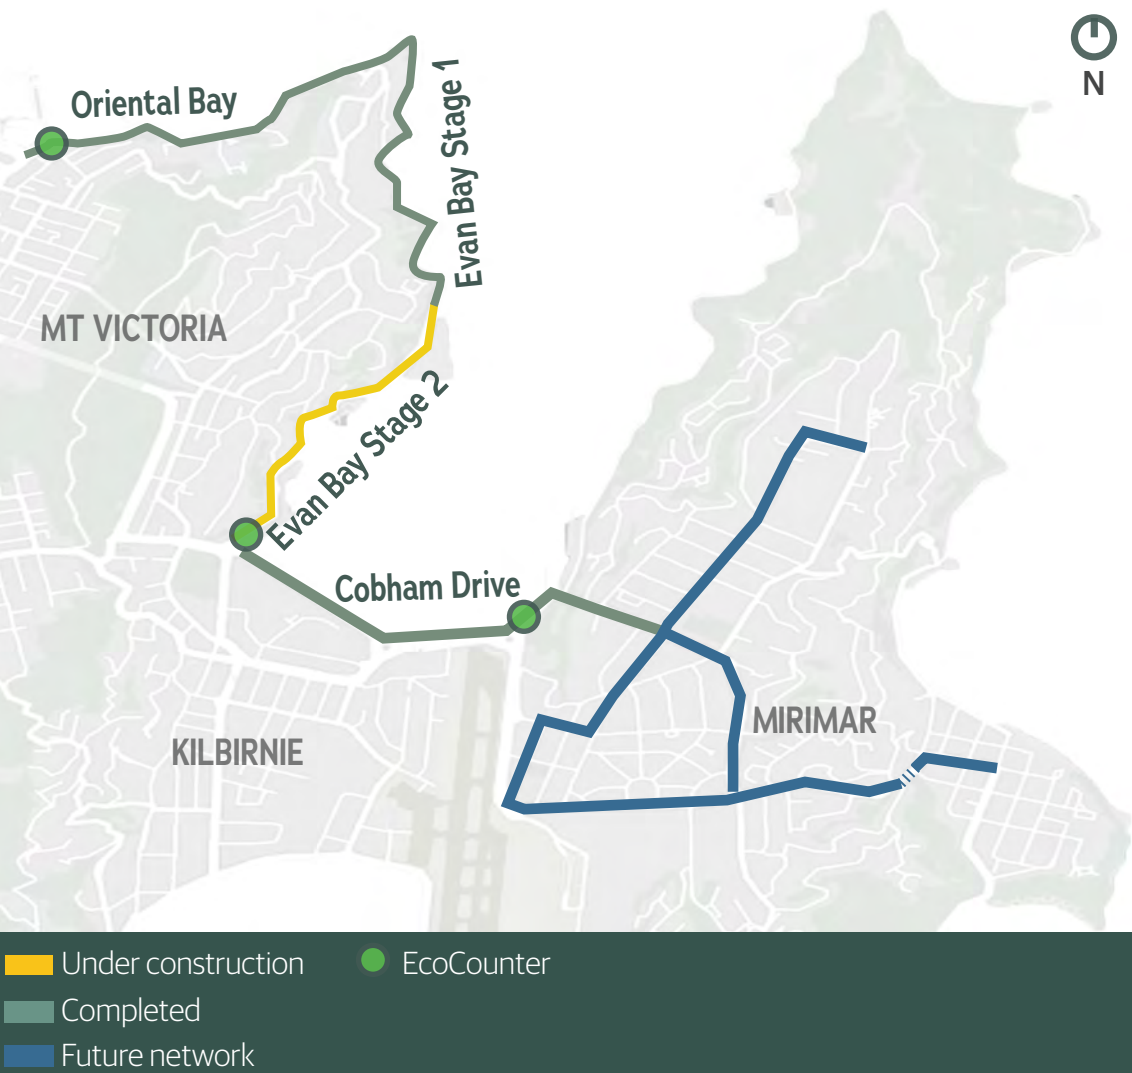 N
Oriental Bay
Evan Bay Stage 1
MT VICTORIA
Evan Bay Stage 2
Cobham Drive
MIRIMAR
KILBIRNIE
Under construction
EcoCounter
Completed
Future network